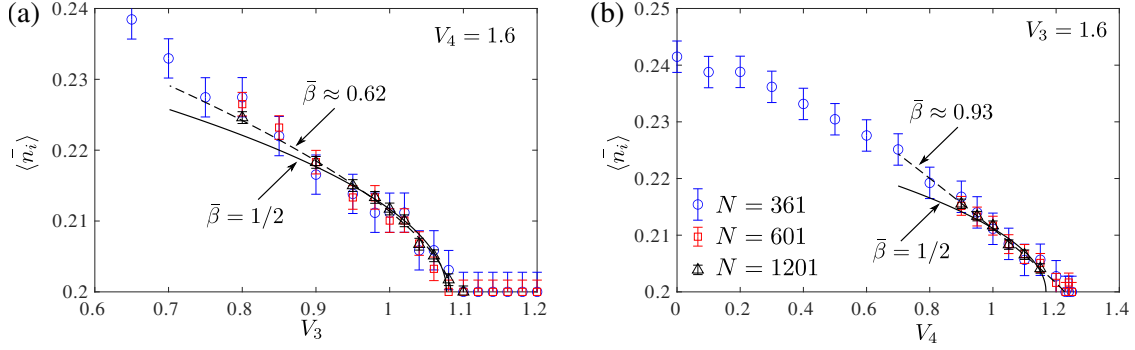 (a)
0.24
0.23
0.22
0.21
0.2
⟨n̄ᵢ⟩
V₄ = 1.6
β̄ ≈ 0.62
β̄ = 1/2
0.6 0.7 0.8 0.9 1 1.1 1.2
V₃
(b)
0.25
0.24
0.23
0.22
0.21
0.2
⟨n̄ᵢ⟩
V₃ = 1.6
β̄ ≈ 0.93
β̄ = 1/2
N = 361
N = 601
N = 1201
0 0.2 0.4 0.6 0.8 1 1.2 1.4
V₄